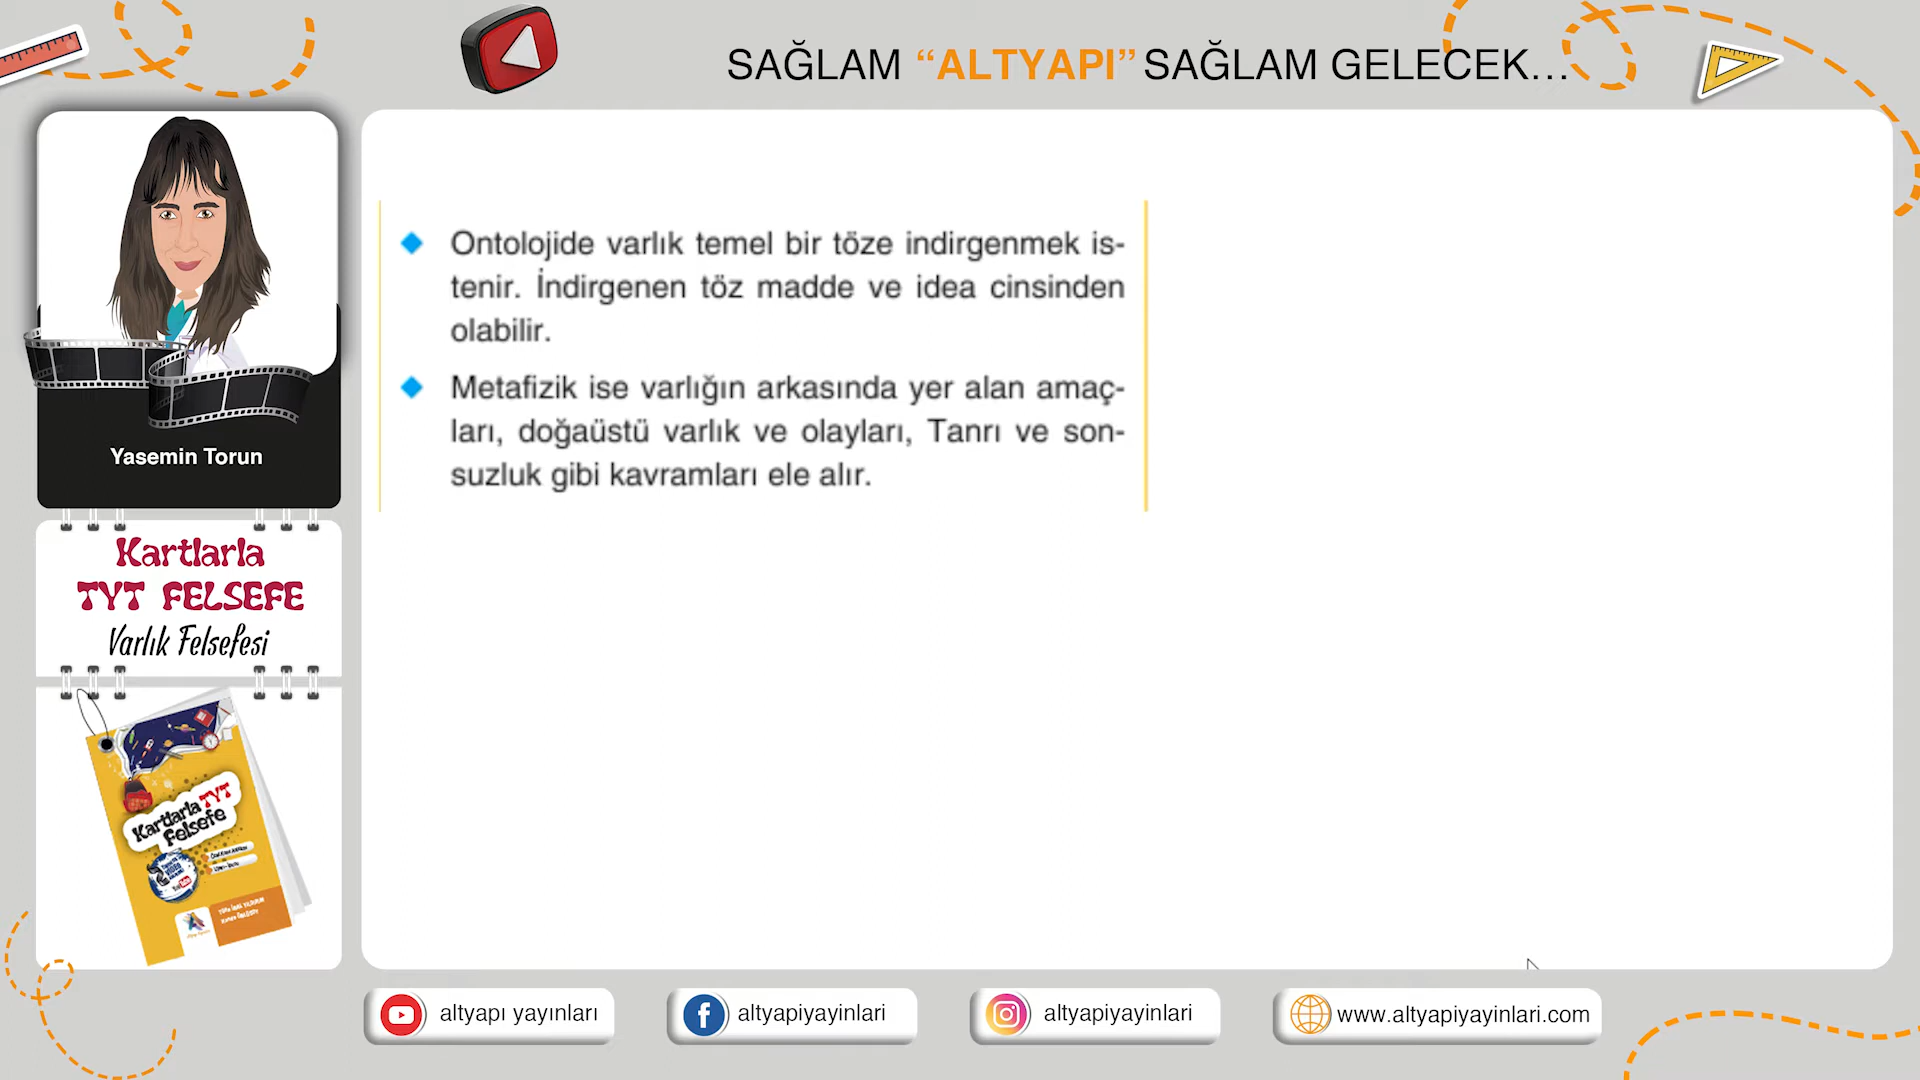 SAĞLAM “ALTYAPI” SAĞLAM GELECEK...
Yasemin Torun
Kartlarla
TYT FELSEFE
Varlık Felsefesi
Kartlarla TYT
Felsefe
Ontolojide varlık temel bir töze indirgenmek is-
tenir. İndirgenen töz madde ve idea cinsinden
olabilir.
Metafizik ise varlığın arkasında yer alan amaç-
ları, doğaüstü varlık ve olayları, Tanrı ve son-
suzluk gibi kavramları ele alır.
altyapı yayınları
altyapiyayinlari
altyapiyayinlari
www.altyapiyayinlari.com